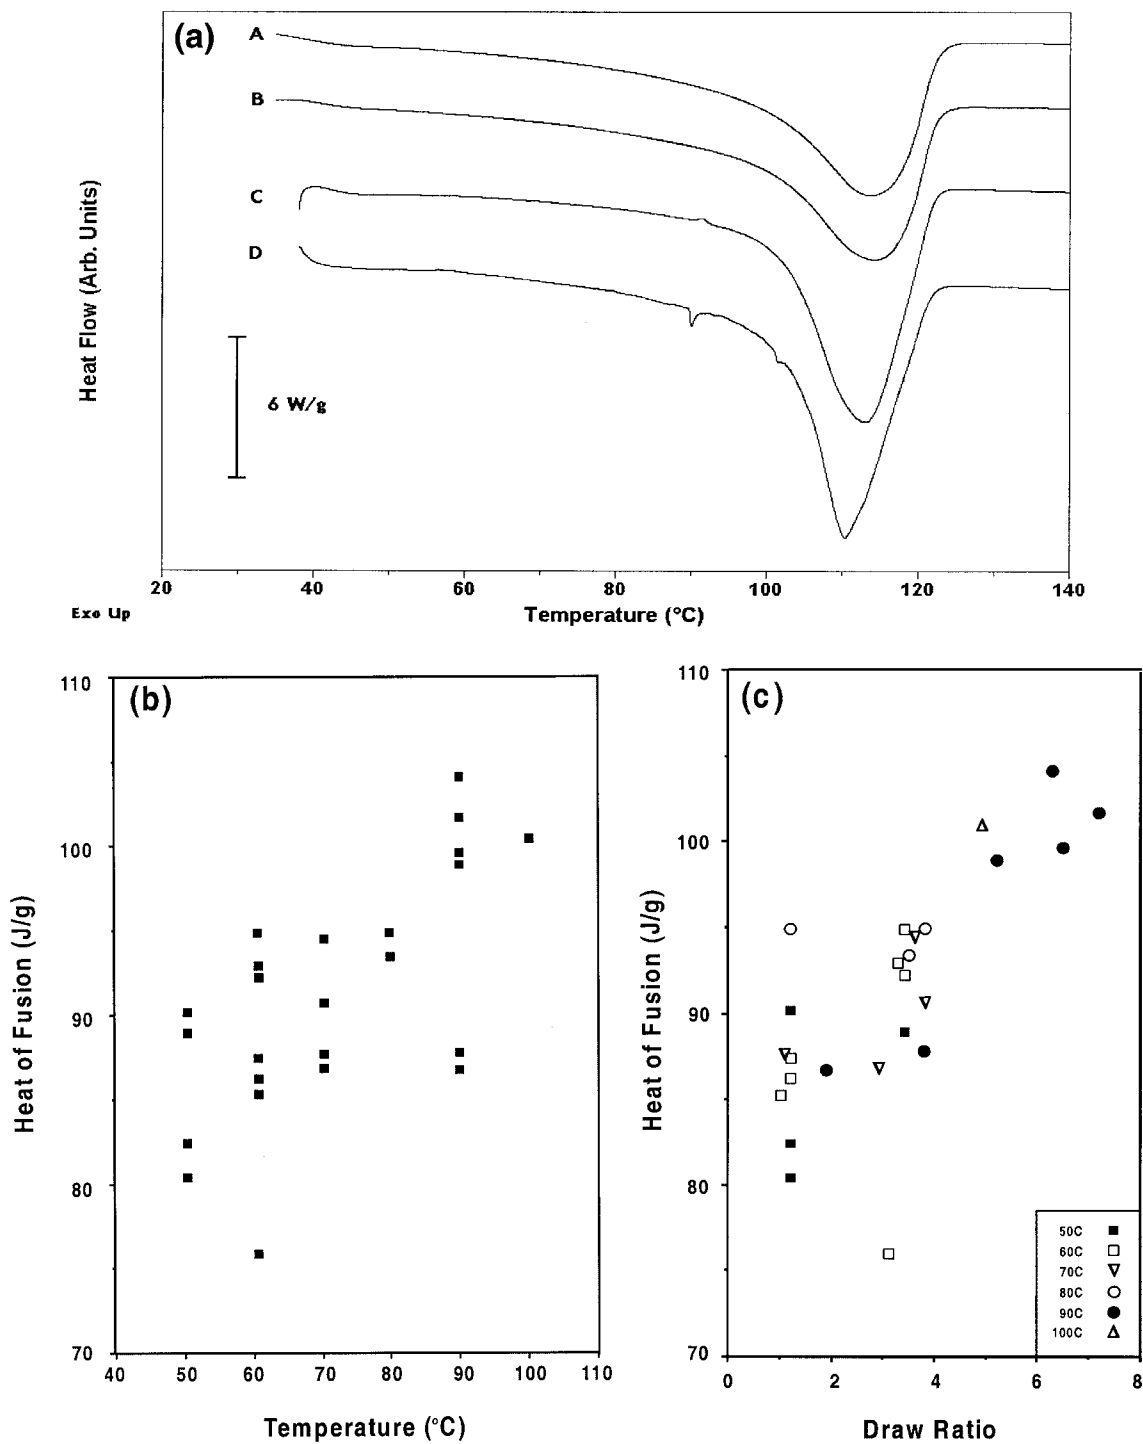 (a)
A
B
C
D
Heat Flow (Arb. Units)
6 W/g
20 40 60 80 100 120 140
Exo Up
Temperature (°C)
(b)
110
100
90
80
70
40 50 60 70 80 90 100 110
Heat of Fusion (J/g)
Temperature (°C)
(c)
110
100
90
80
70
0 2 4 6 8
Heat of Fusion (J/g)
Draw Ratio
50C
60C
70C
80C
90C
100C